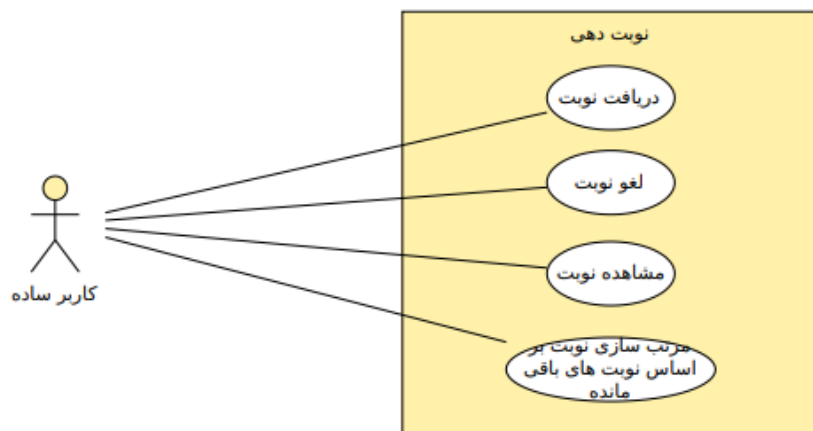 نوبت دهی
دریافت نوبت
لغو نوبت
مشاهده نوبت
مرتب سازی نوبت بر
اساس نوبت های باقی
مانده
کاربر ساده